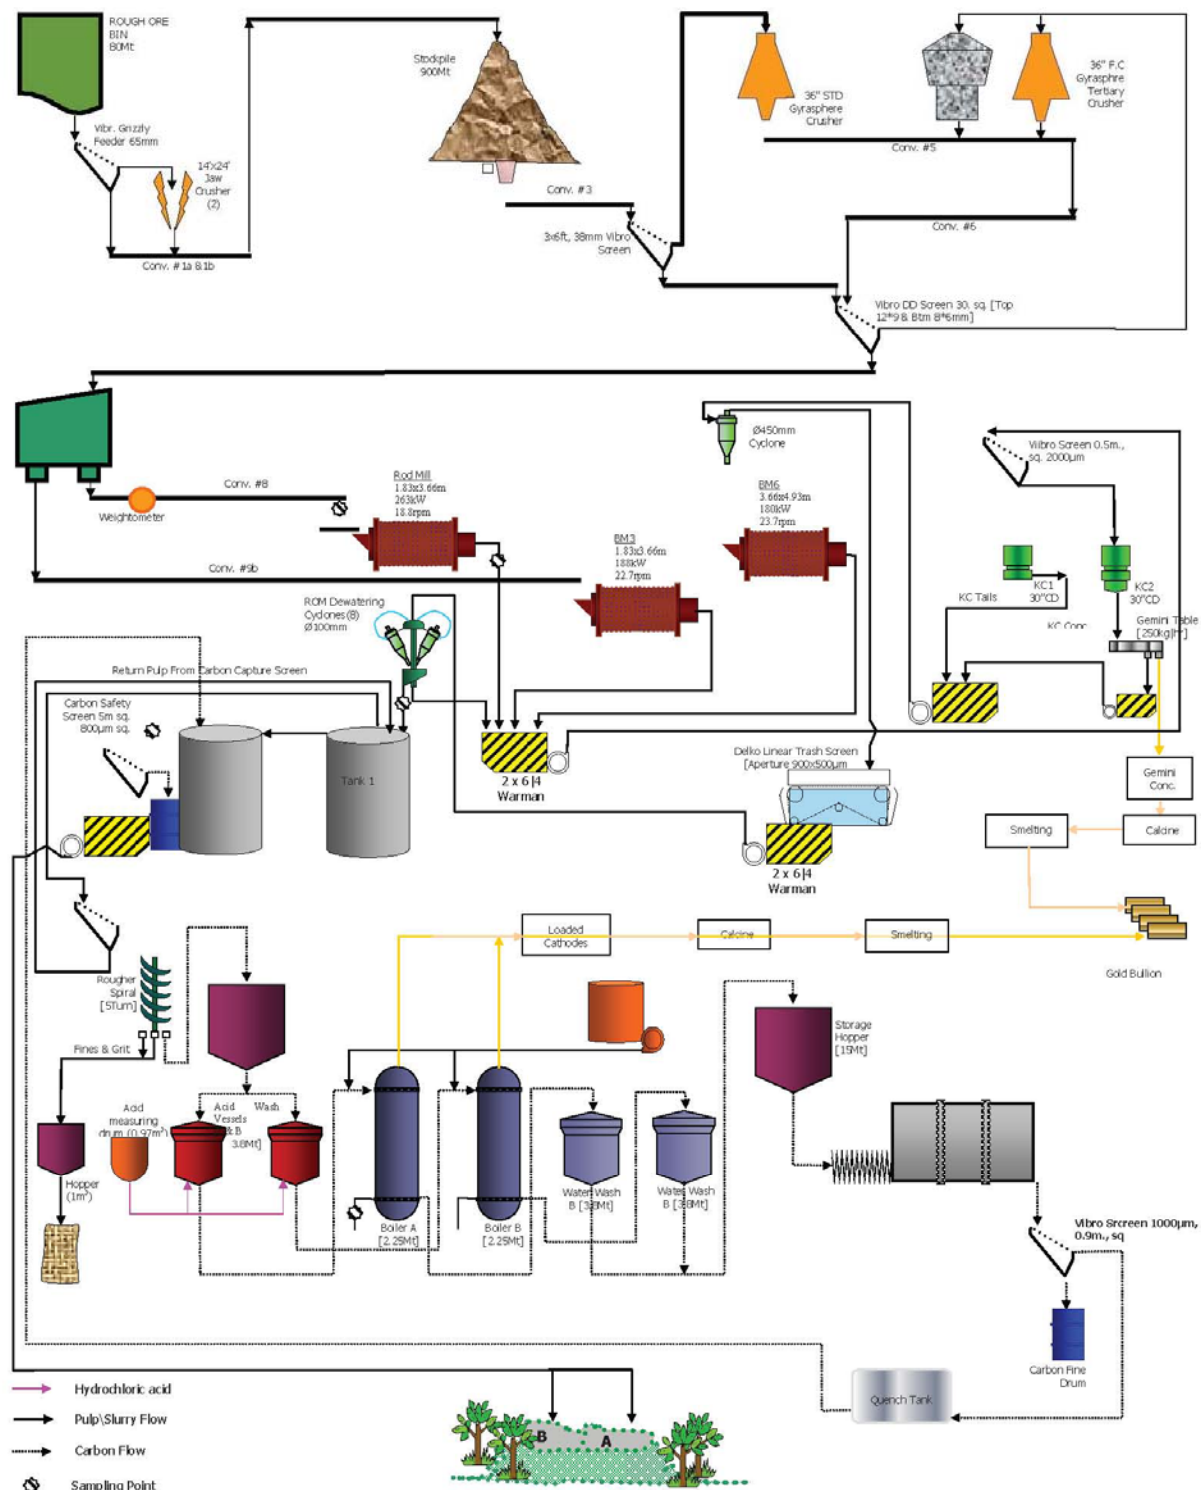 ROUGH ORE
BIN
80Mt
Vibr. Grizzly
Feeder 65mm
14'x24'
Jaw
Crusher
(2)
Conv. #1a &1b
Stockpile
900Mt
Conv. #3
3x6ft, 38mm Vibro
Screen
36" STD
Gyrasphere
Crusher
36" F.C
Gyrasphre
Tertiary
Crusher
Conv. #5
Conv. #6
Vibro DD Screen 30. sq. [Top
12*9 & Btm 8*6mm]
Conv. #8
Weightometer
Conv. #9b
Rod Mill
1.83x3.66m
263kW
18.8rpm
BM3
1.83x3.66m
188kW
22.7rpm
BM6
3.66x4.93m
180kW
23.7rpm
Ø450mm
Cyclone
Viibro Screen 0.5m.,
sq. 2000µm
KC1
30"CD
KC2
30"CD
KC Tails
KC Conc
Gemini Table
[250kg|hr]
ROM Dewatering
Cyclones (8)
Ø100mm
Return Pulp From Carbon Capture Screen
Carbon Safety
Screen 5m sq.
800µm sq.
Tank 1
2 x 6|4
Warman
Delko Linear Trash Screen
[Aperture 900x500µm
2 x 6|4
Warman
Gemini
Conc.
Calcine
Smelting
Gold Bullion
Loaded
Cathodes
Calcine
Smelting
Rougher
Spiral
[5Turn]
Fines & Grit
Hopper
(1m³)
Acid
measuring
drum (0.97m³)
Acid Wash
Vessels
& B
3.8Mt]
Boiler A
[2.25Mt]
Boiler B
[2.25Mt]
Water Wash
B [3.8Mt]
Water Wash
B [3.8Mt]
Storage
Hopper
[15Mt]
Vibro Srcreen 1000µm,
0.9m., sq
Carbon Fine
Drum
Quench Tank
B
A
Hydrochloric acid
Pulp\Slurry Flow
Carbon Flow
Sampling Point